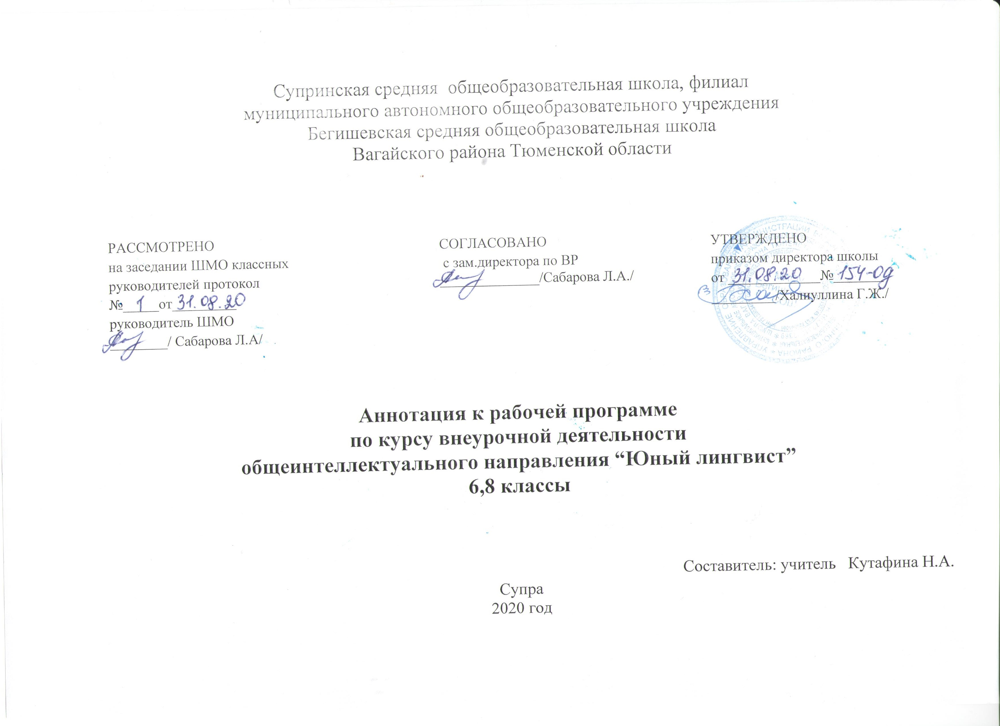 Супринская средняя общеобразовательная школа, филиал
муниципального автономного общеобразовательного учреждения
Бегишевская средняя общеобразовательная школа
Вагайского района Тюменской области
РАССМОТРЕНО
на заседании ШМО классных
руководителей протокол
№ 1 от 31.08.20
руководитель ШМО
/ Сабарова Л.А/
СОГЛАСОВАНО
с зам.директора по ВР
/Сабарова Л.А./
УТВЕРЖДЕНО
приказом директора школы
от 31.08.20 № 154-од
/Халиуллина Г.Ж./
Аннотация к рабочей программе
по курсу внеурочной деятельности
общеинтеллектуального направления “Юный лингвист”
6,8 классы
Составитель: учитель Кутафина Н.А.
Супра
2020 год